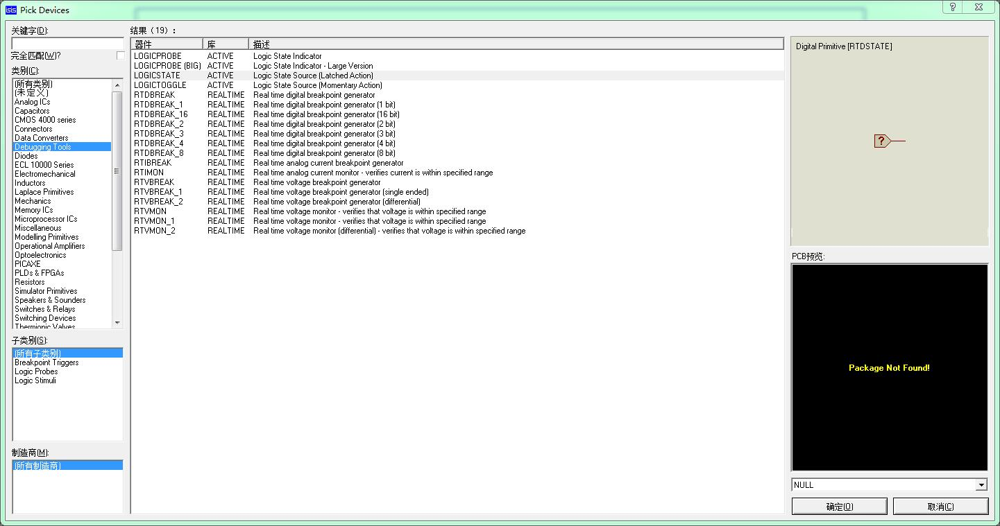 isis Pick Devices
关键字(D):
完全匹配(W)?
类别(C):
(所有类别)
(未定义)
Analog ICs
Capacitors
CMOS 4000 series
Connectors
Data Converters
Debugging Tools
Diodes
ECL 10000 Series
Electromechanical
Inductors
Laplace Primitives
Mechanics
Memory ICs
Microprocessor ICs
Miscellaneous
Modelling Primitives
Operational Amplifiers
Optoelectronics
PICAXE
PLDs & FPGAs
Resistors
Simulator Primitives
Speakers & Sounders
Switches & Relays
Switching Devices
Thermionic Valves
子类别(S):
(所有子类别)
Breakpoint Triggers
Logic Probes
Logic Stimuli
制造商(M):
(所有制造商)
结果（19）:
器件 库 描述
LOGICPROBE ACTIVE Logic State Indicator
LOGICPROBE (BIG) ACTIVE Logic State Indicator - Large Version
LOGICSTATE ACTIVE Logic State Source (Latched Action)
LOGICTOGGLE ACTIVE Logic State Source (Momentary Action)
RTDBREAK REALTIME Real time digital breakpoint generator
RTDBREAK_1 REALTIME Real time digital breakpoint generator (1 bit)
RTDBREAK_16 REALTIME Real time digital breakpoint generator (16 bit)
RTDBREAK_2 REALTIME Real time digital breakpoint generator (2 bit)
RTDBREAK_3 REALTIME Real time digital breakpoint generator (3 bit)
RTDBREAK_4 REALTIME Real time digital breakpoint generator (4 bit)
RTDBREAK_8 REALTIME Real time digital breakpoint generator (8 bit)
RTIBREAK REALTIME Real time analog current breakpoint generator
RTIMON REALTIME Real time analog current monitor - verifies current is within specified range
RTVBREAK REALTIME Real time voltage breakpoint generator
RTVBREAK_1 REALTIME Real time voltage breakpoint generator (single ended)
RTVBREAK_2 REALTIME Real time voltage breakpoint generator (differential)
RTVMON REALTIME Real time voltage monitor - verifies that voltage is within specified range
RTVMON_1 REALTIME Real time voltage monitor - verifies that voltage is within specified range
RTVMON_2 REALTIME Real time voltage monitor (differential) - verifies that voltage is within specified range
Digital Primitive [RTDSTATE]
?
PCB预览:
Package Not Found!
NULL
确定(O) 取消(C)